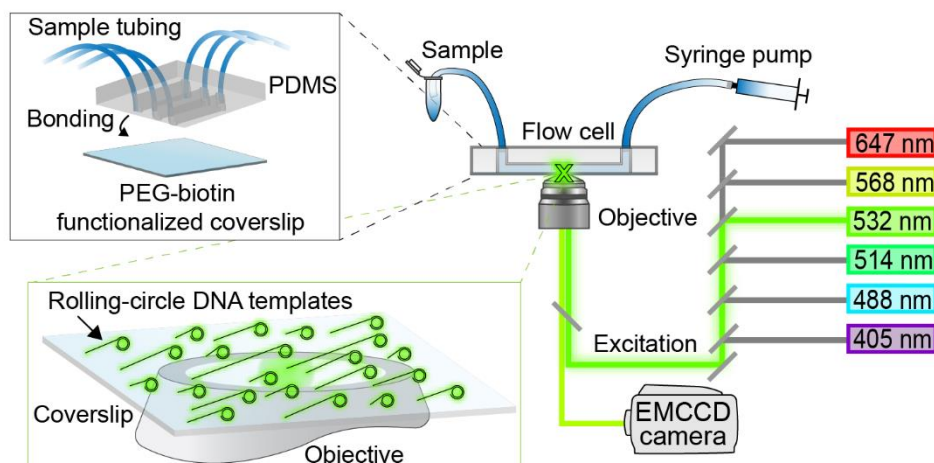 Sample tubing
PDMS
Bonding
PEG-biotin
functionalized coverslip
Sample
Syringe pump
Flow cell
Objective
647 nm
568 nm
532 nm
514 nm
488 nm
405 nm
Excitation
EMCCD
camera
Rolling-circle DNA templates
Coverslip
Objective